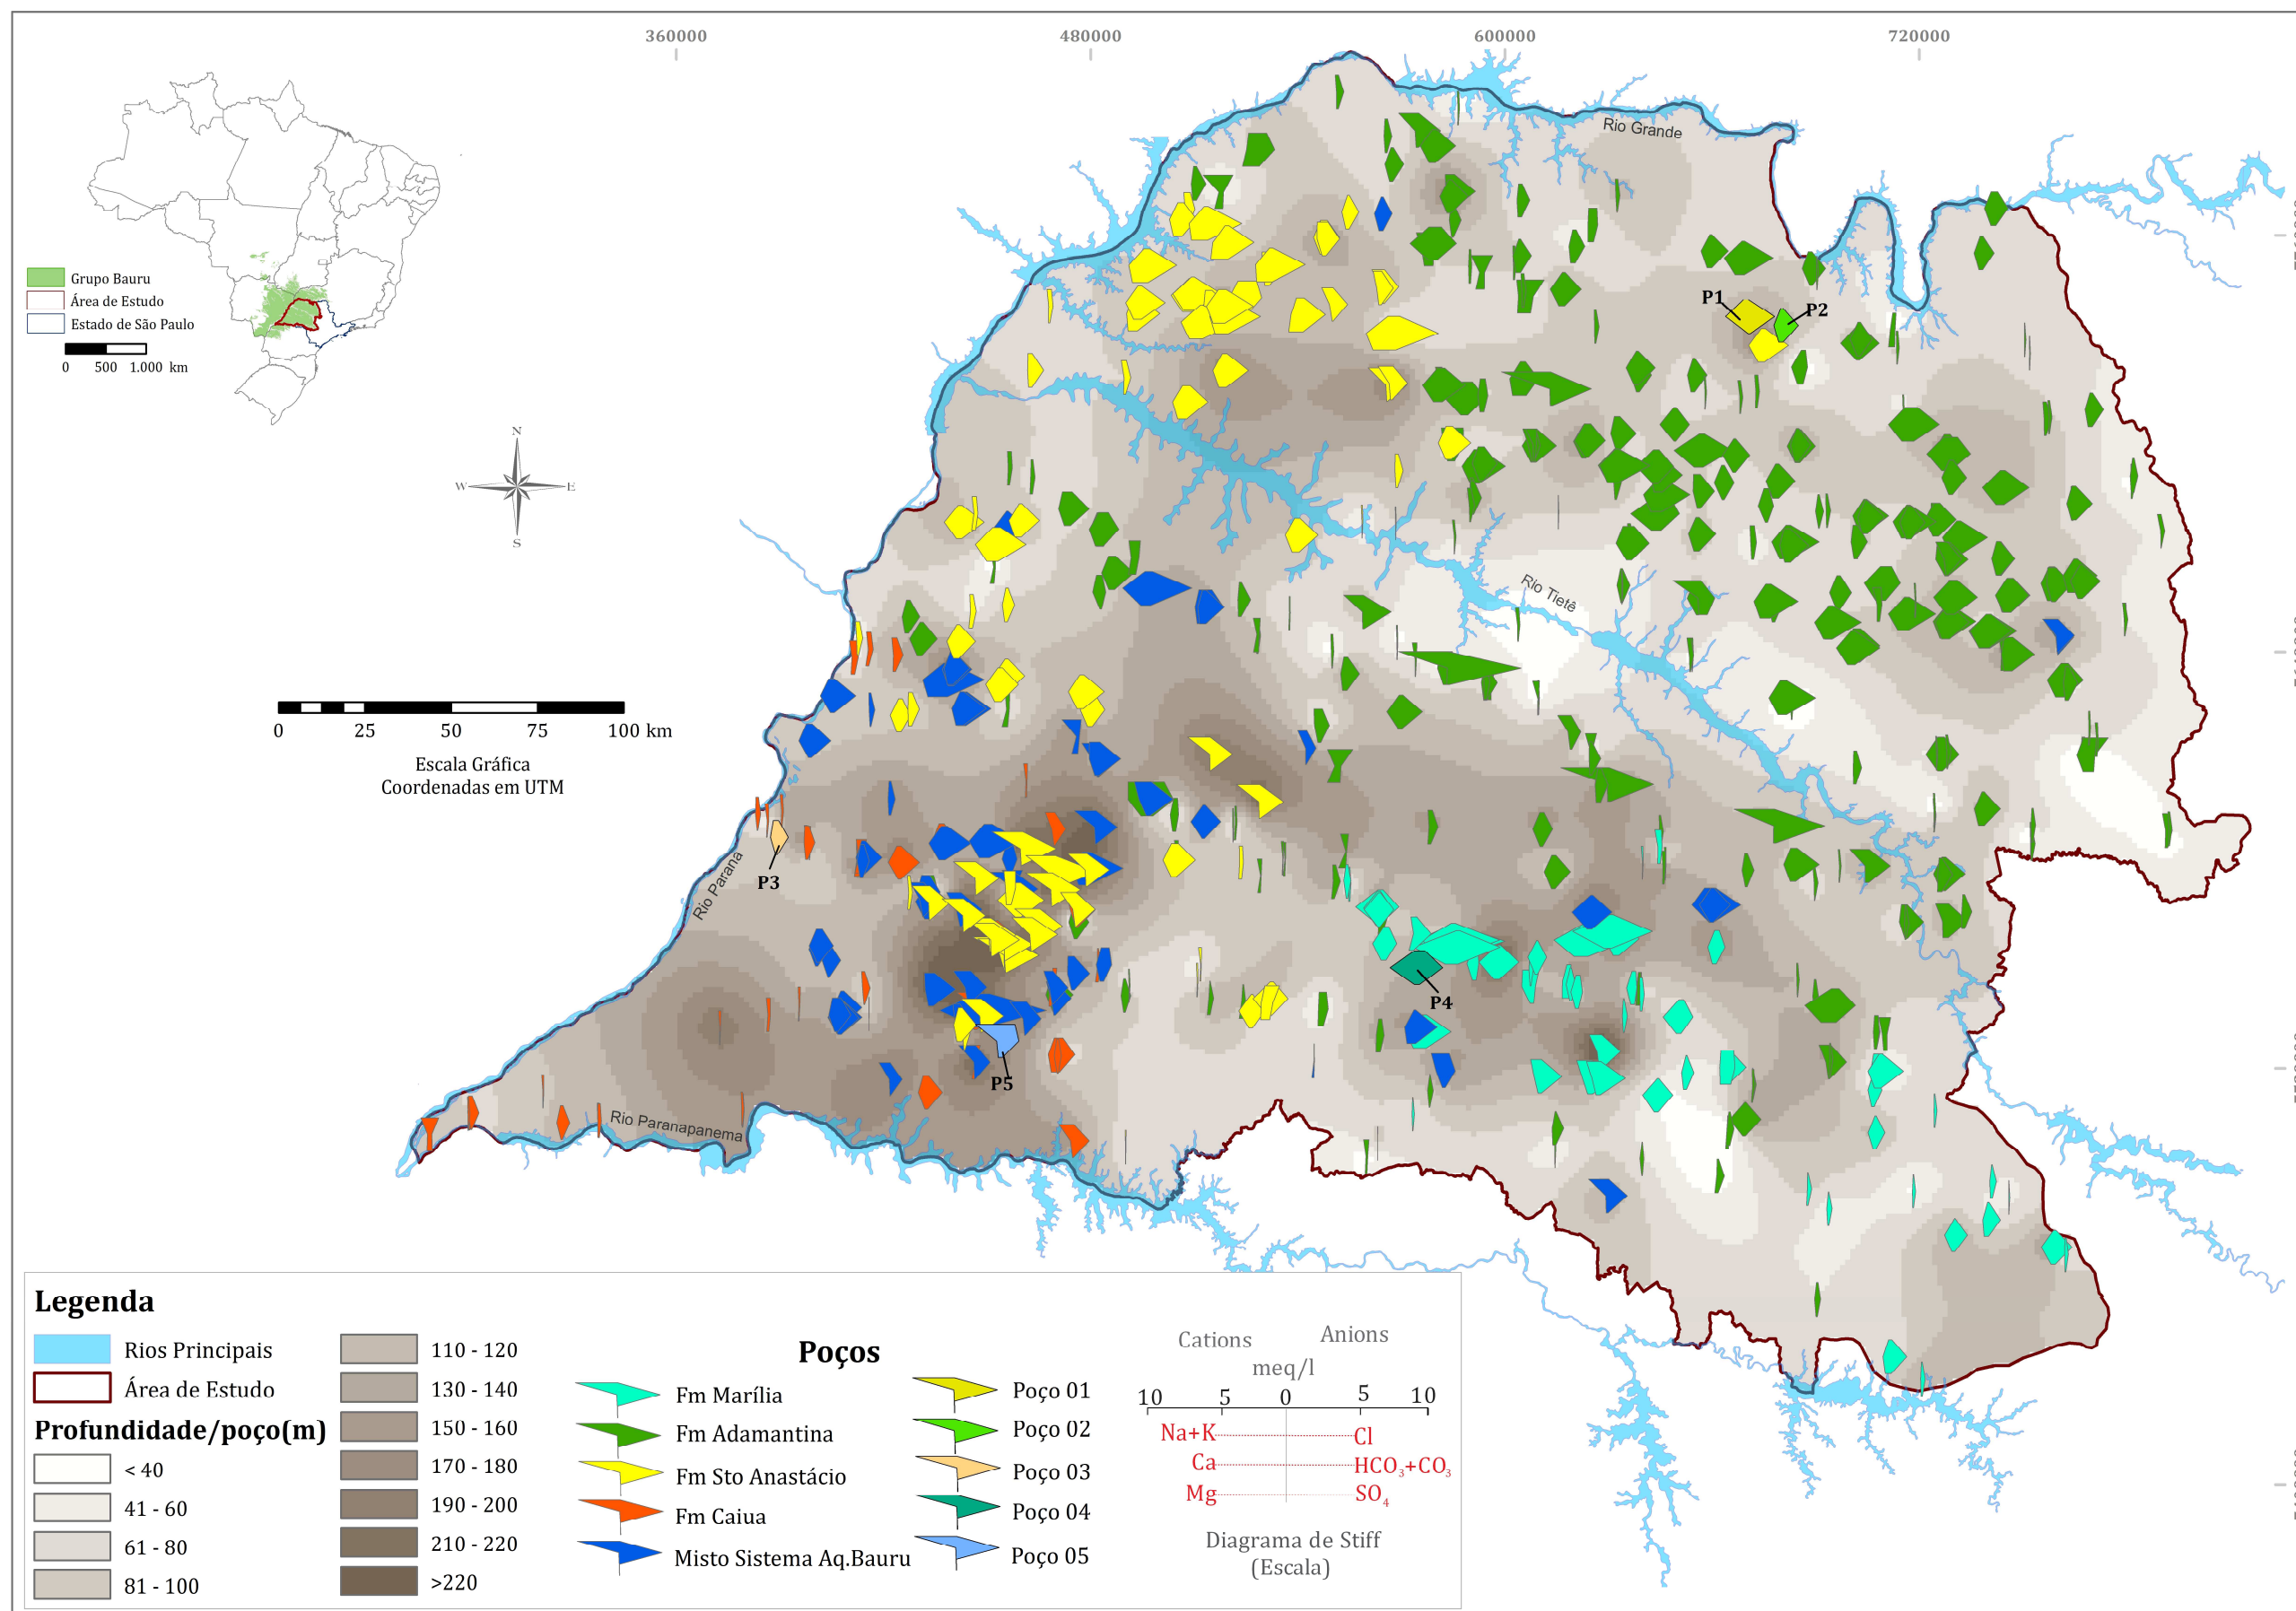 360000
480000
600000
720000
Rio Grande
Grupo Bauru
Área de Estudo
Estado de São Paulo
0 500 1.000 km
N
W E
S
P1
P2
Rio Tietê
0 25 50 75 100 km
Escala Gráfica
Coordenadas em UTM
P3
Rio Parana
P4
P5
Rio Paranapanema
Legenda
Rios Principais
Área de Estudo
Profundidade/poço(m)
< 40
41 - 60
61 - 80
81 - 100
110 - 120
130 - 140
150 - 160
170 - 180
190 - 200
210 - 220
>220
Poços
Fm Marília
Fm Adamantina
Fm Sto Anastácio
Fm Caiua
Misto Sistema Aq.Bauru
Poço 01
Poço 02
Poço 03
Poço 04
Poço 05
Cations Anions
meq/l
10 5 0 5 10
Na+K Cl
Ca HCO₃+CO₃
Mg SO₄
Diagrama de Stiff
(Escala)